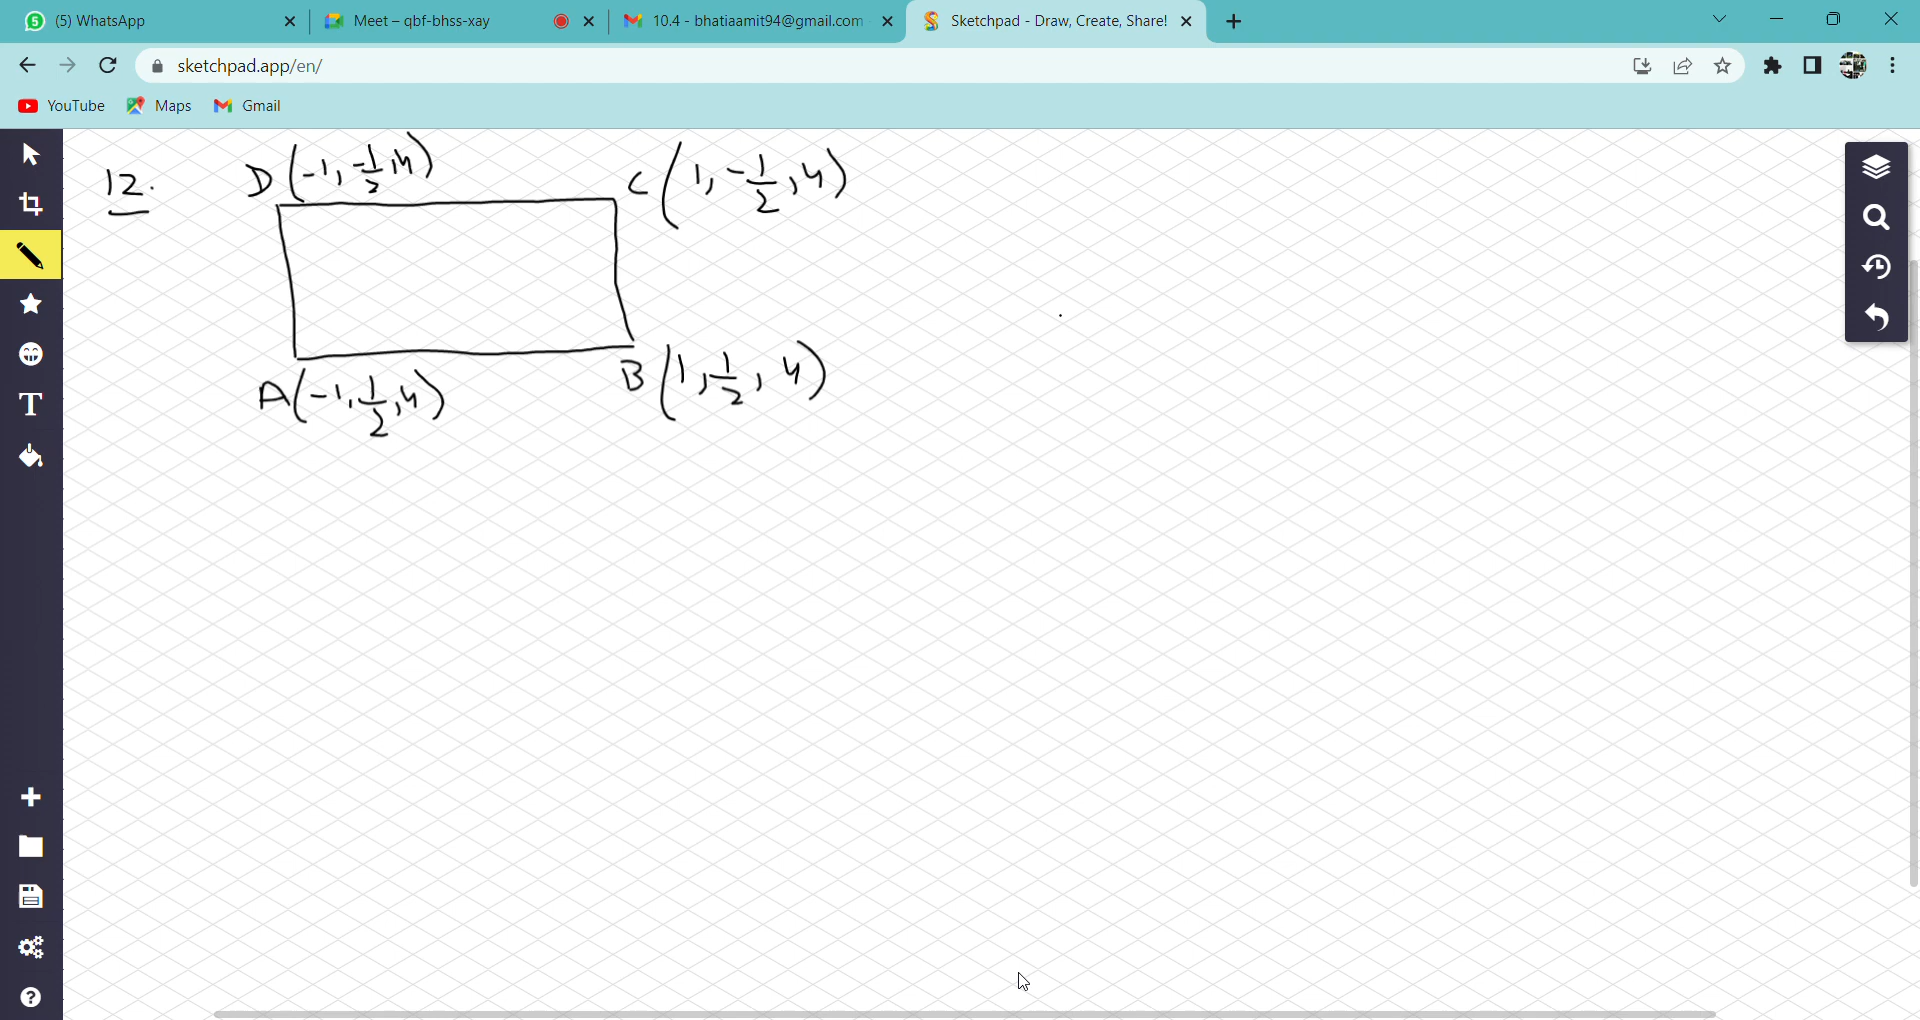 (5) WhatsApp
Meet – qbf-bhss-xay
10.4 - bhatiaamit94@gmail.com
Sketchpad - Draw, Create, Share!
sketchpad.app/en/
YouTube
Maps
Gmail
12.
D (-1, -1/2, 4)
C (1, -1/2, 4)
A (-1, 1/2, 4)
B (1, 1/2, 4)
T